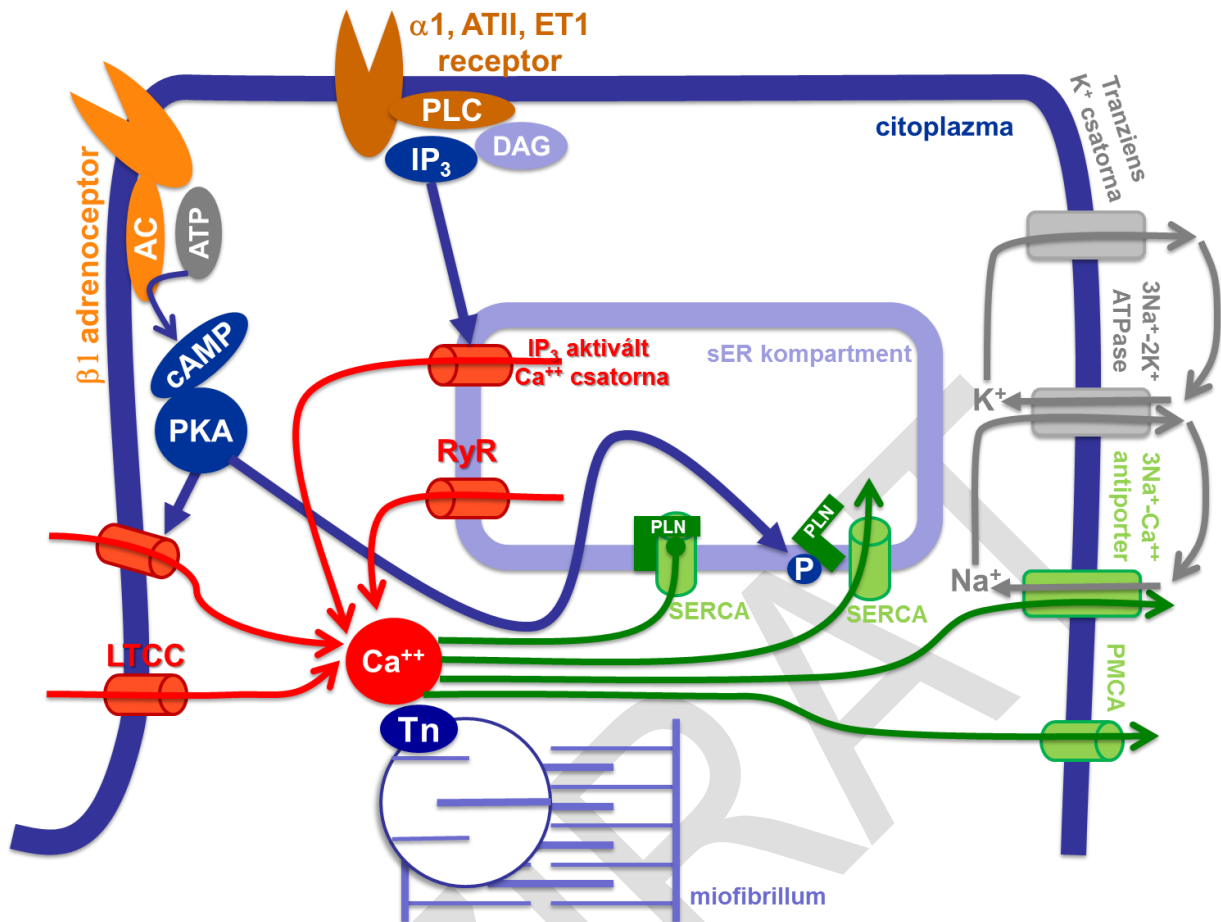 α1, ATII, ET1
receptor
PLC
DAG
IP₃
citoplazma
Tranziens
K⁺ csatorna
β1 adrenoceptor
AC
ATP
cAMP
PKA
IP₃ aktivált
Ca⁺⁺ csatorna
sER kompartment
3Na⁺-2K⁺
ATPase
K⁺
RyR
3Na⁺-Ca⁺⁺
antiporter
PLN
PLN
P
SERCA
SERCA
Na⁺
LTCC
Ca⁺⁺
PMCA
Tn
miofibrillum